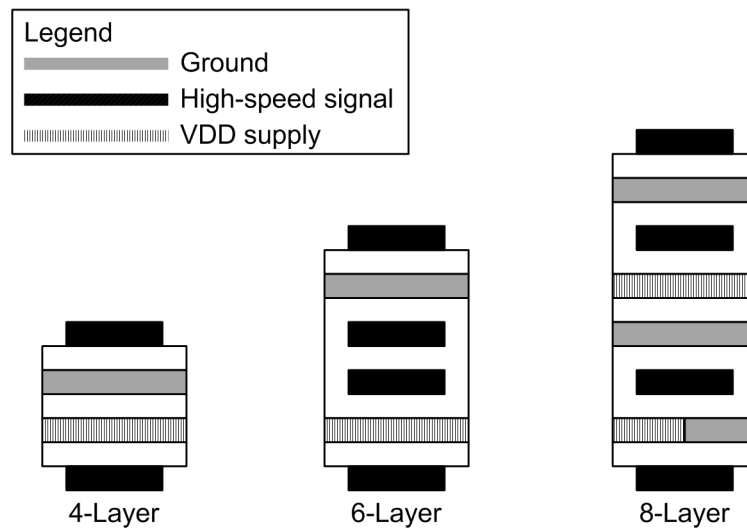 Legend
Ground
High-speed signal
VDD supply
4-Layer
6-Layer
8-Layer